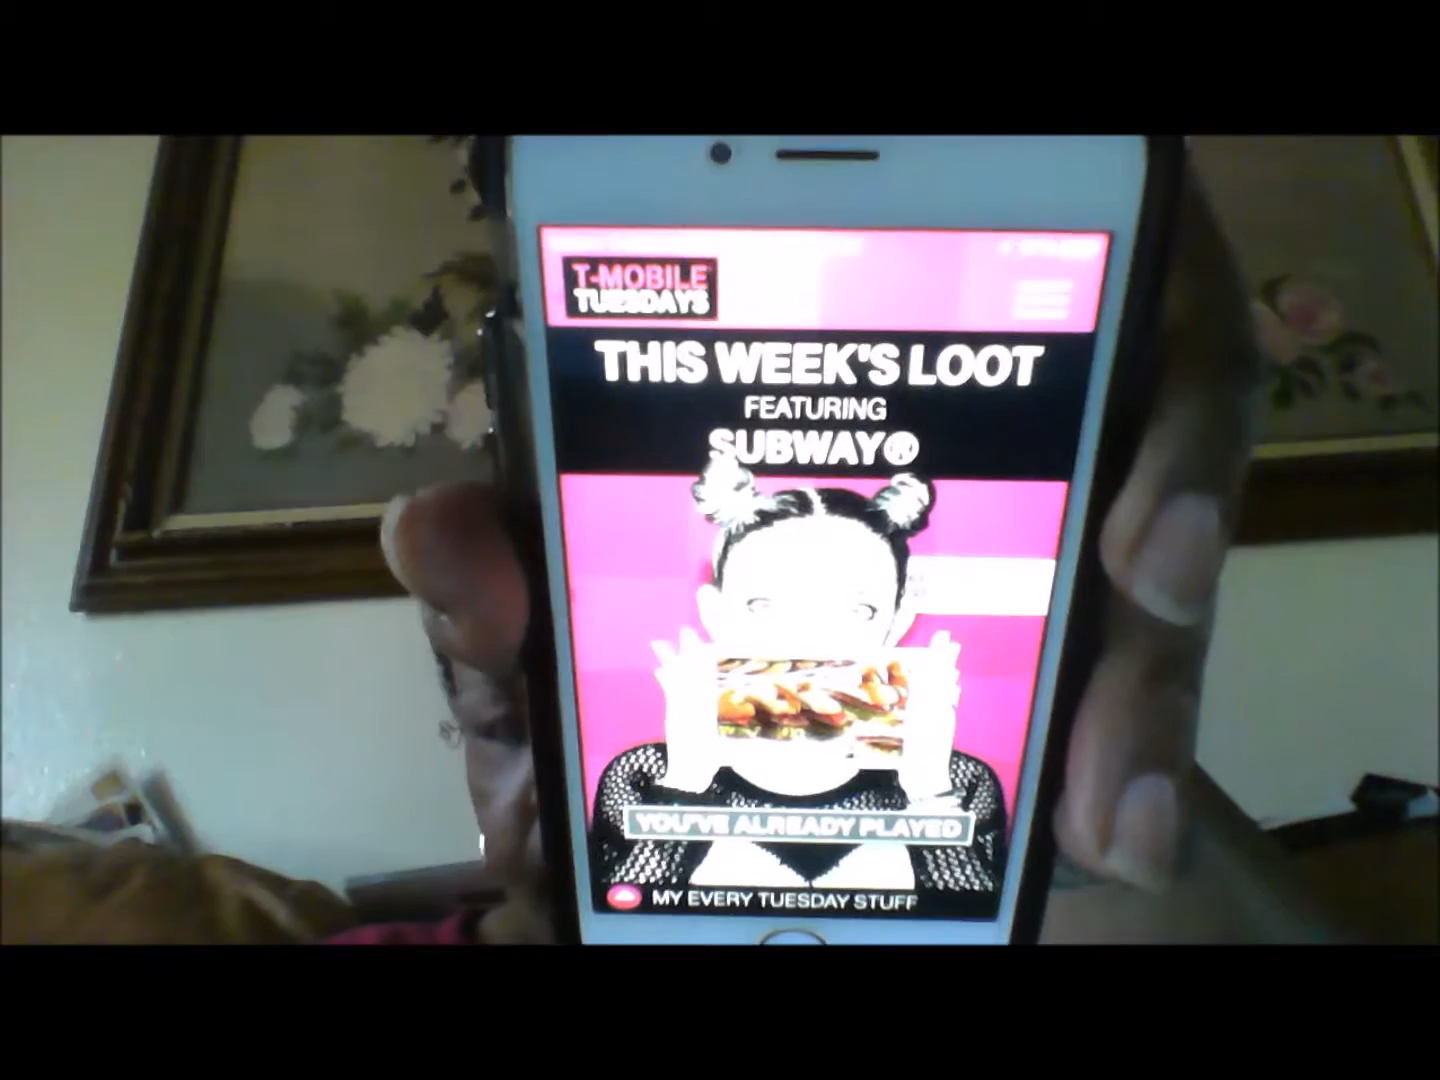 T-MOBILE
TUESDAYS
THIS WEEK'S LOOT
FEATURING
SUBWAY®
YOU'VE ALREADY PLAYED
MY EVERY TUESDAY STUFF